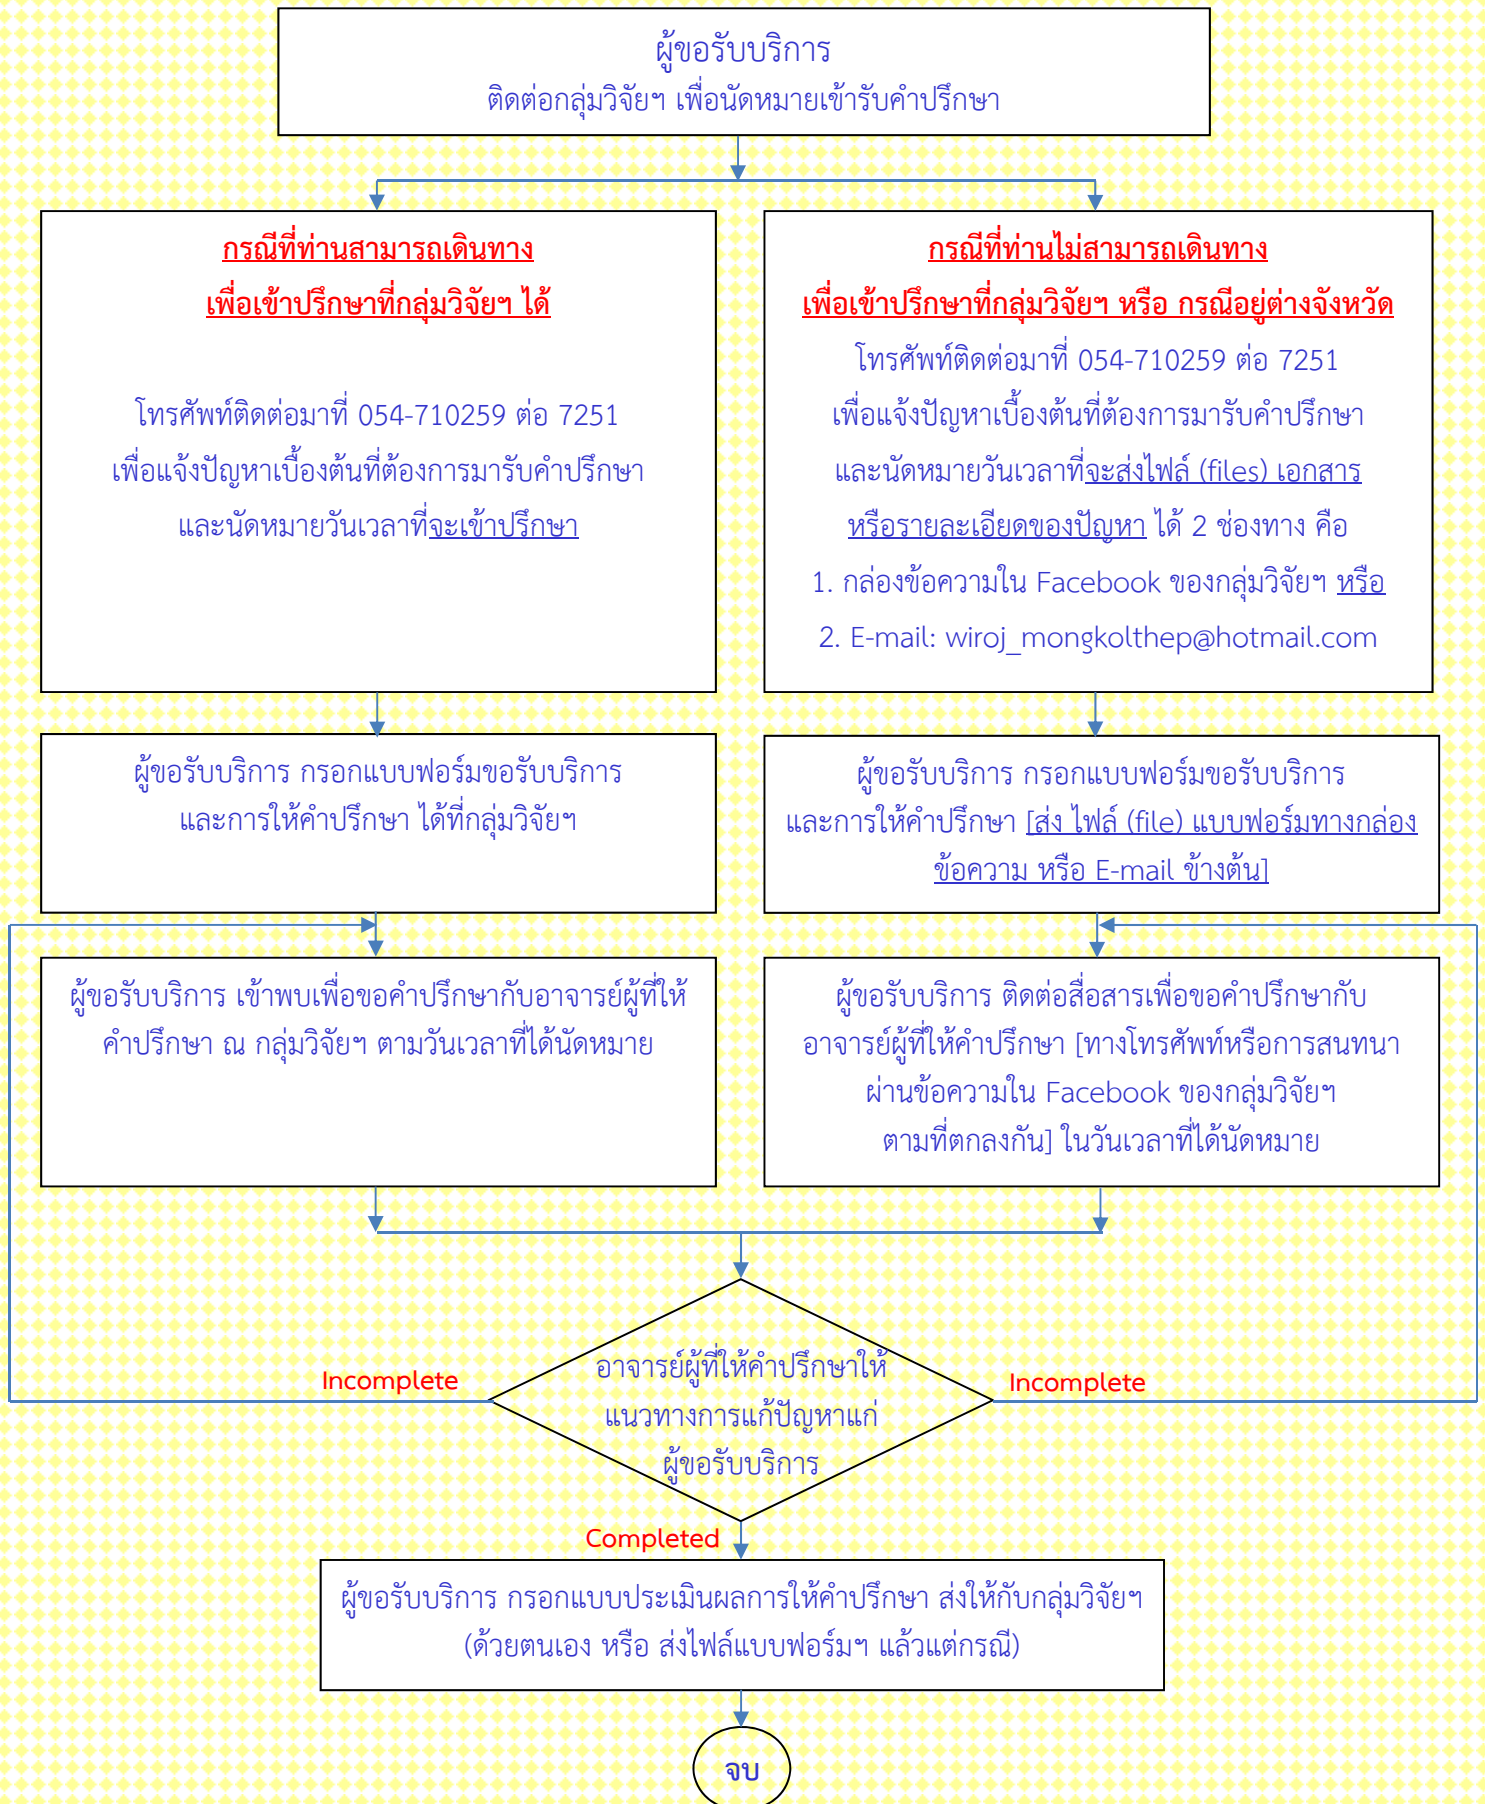 ผู้ขอรับบริการ
ติดต่อกลุ่มวิจัยฯ เพื่อนัดหมายเข้ารับคำปรึกษา
กรณีที่ท่านสามารถเดินทาง
เพื่อเข้าปรึกษาที่กลุ่มวิจัยฯ ได้
โทรศัพท์ติดต่อมาที่ 054-710259 ต่อ 7251
เพื่อแจ้งปัญหาเบื้องต้นที่ต้องการมารับคำปรึกษา
และนัดหมายวันเวลาที่จะเข้าปรึกษา
กรณีที่ท่านไม่สามารถเดินทาง
เพื่อเข้าปรึกษาที่กลุ่มวิจัยฯ หรือ กรณีอยู่ต่างจังหวัด
โทรศัพท์ติดต่อมาที่ 054-710259 ต่อ 7251
เพื่อแจ้งปัญหาเบื้องต้นที่ต้องการมารับคำปรึกษา
และนัดหมายวันเวลาที่จะส่งไฟล์ (files) เอกสาร
หรือรายละเอียดของปัญหา ได้ 2 ช่องทาง คือ
1. กล่องข้อความใน Facebook ของกลุ่มวิจัยฯ หรือ
2. E-mail: wiroj_mongkolthep@hotmail.com
ผู้ขอรับบริการ กรอกแบบฟอร์มขอรับบริการ
และการให้คำปรึกษา ได้ที่กลุ่มวิจัยฯ
ผู้ขอรับบริการ กรอกแบบฟอร์มขอรับบริการ
และการให้คำปรึกษา [ส่ง ไฟล์ (file) แบบฟอร์มทางกล่อง
ข้อความ หรือ E-mail ข้างต้น]
ผู้ขอรับบริการ เข้าพบเพื่อขอคำปรึกษากับอาจารย์ผู้ที่ให้
คำปรึกษา ณ กลุ่มวิจัยฯ ตามวันเวลาที่ได้นัดหมาย
ผู้ขอรับบริการ ติดต่อสื่อสารเพื่อขอคำปรึกษากับ
อาจารย์ผู้ที่ให้คำปรึกษา [ทางโทรศัพท์หรือการสนทนา
ผ่านข้อความใน Facebook ของกลุ่มวิจัยฯ
ตามที่ตกลงกัน] ในวันเวลาที่ได้นัดหมาย
Incomplete
อาจารย์ผู้ที่ให้คำปรึกษาให้
แนวทางการแก้ปัญหาแก่
ผู้ขอรับบริการ
Incomplete
Completed
ผู้ขอรับบริการ กรอกแบบประเมินผลการให้คำปรึกษา ส่งให้กับกลุ่มวิจัยฯ
(ด้วยตนเอง หรือ ส่งไฟล์แบบฟอร์มฯ แล้วแต่กรณี)
จบ